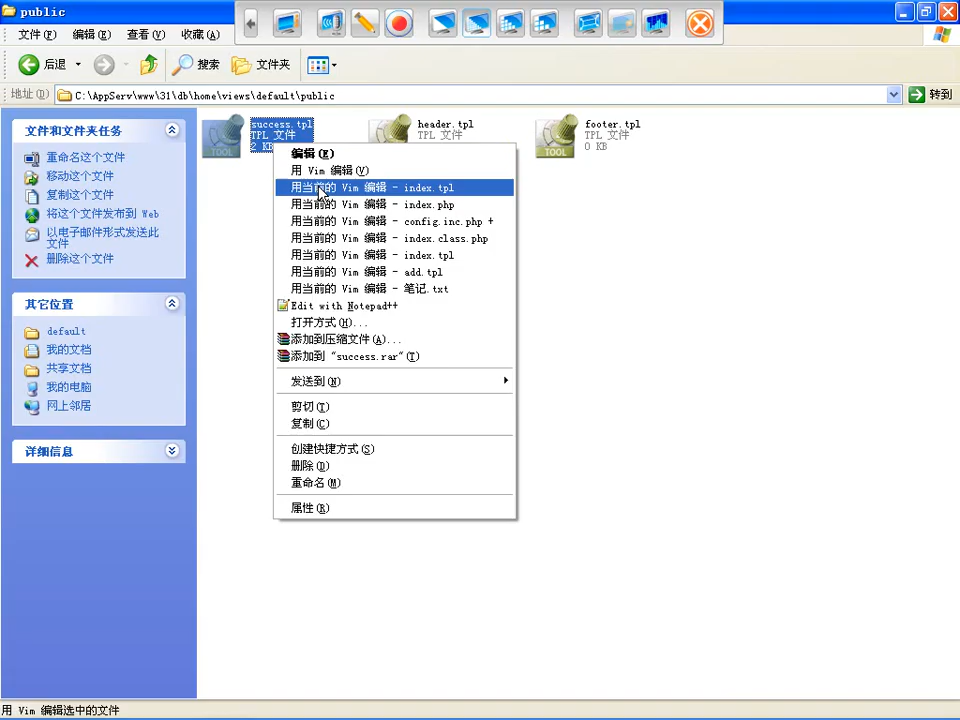 public
文件(F) 编辑(E) 查看(V) 收藏(A)
后退 搜索 文件夹
地址(D) C:\AppServ\www\31\db\home\views\default\public 转到
文件和文件夹任务
重命名这个文件
移动这个文件
复制这个文件
将这个文件发布到 Web
以电子邮件形式发送此
文件
删除这个文件
其它位置
default
我的文档
共享文档
我的电脑
网上邻居
详细信息
success.tpl
TPL 文件
2 KB
header.tpl
TPL 文件
footer.tpl
TPL 文件
0 KB
TOOL
TOOL
编辑(E)
用 Vim 编辑(V)
用当前的 Vim 编辑 - index.tpl
用当前的 Vim 编辑 - index.php
用当前的 Vim 编辑 - config.inc.php +
用当前的 Vim 编辑 - index.class.php
用当前的 Vim 编辑 - index.tpl
用当前的 Vim 编辑 - add.tpl
用当前的 Vim 编辑 - 笔记.txt
Edit with Notepad++
打开方式(H)...
添加到压缩文件(A)...
添加到 "success.rar"(T)
发送到(N)
剪切(T)
复制(C)
创建快捷方式(S)
删除(D)
重命名(M)
属性(R)
用 Vim 编辑选中的文件